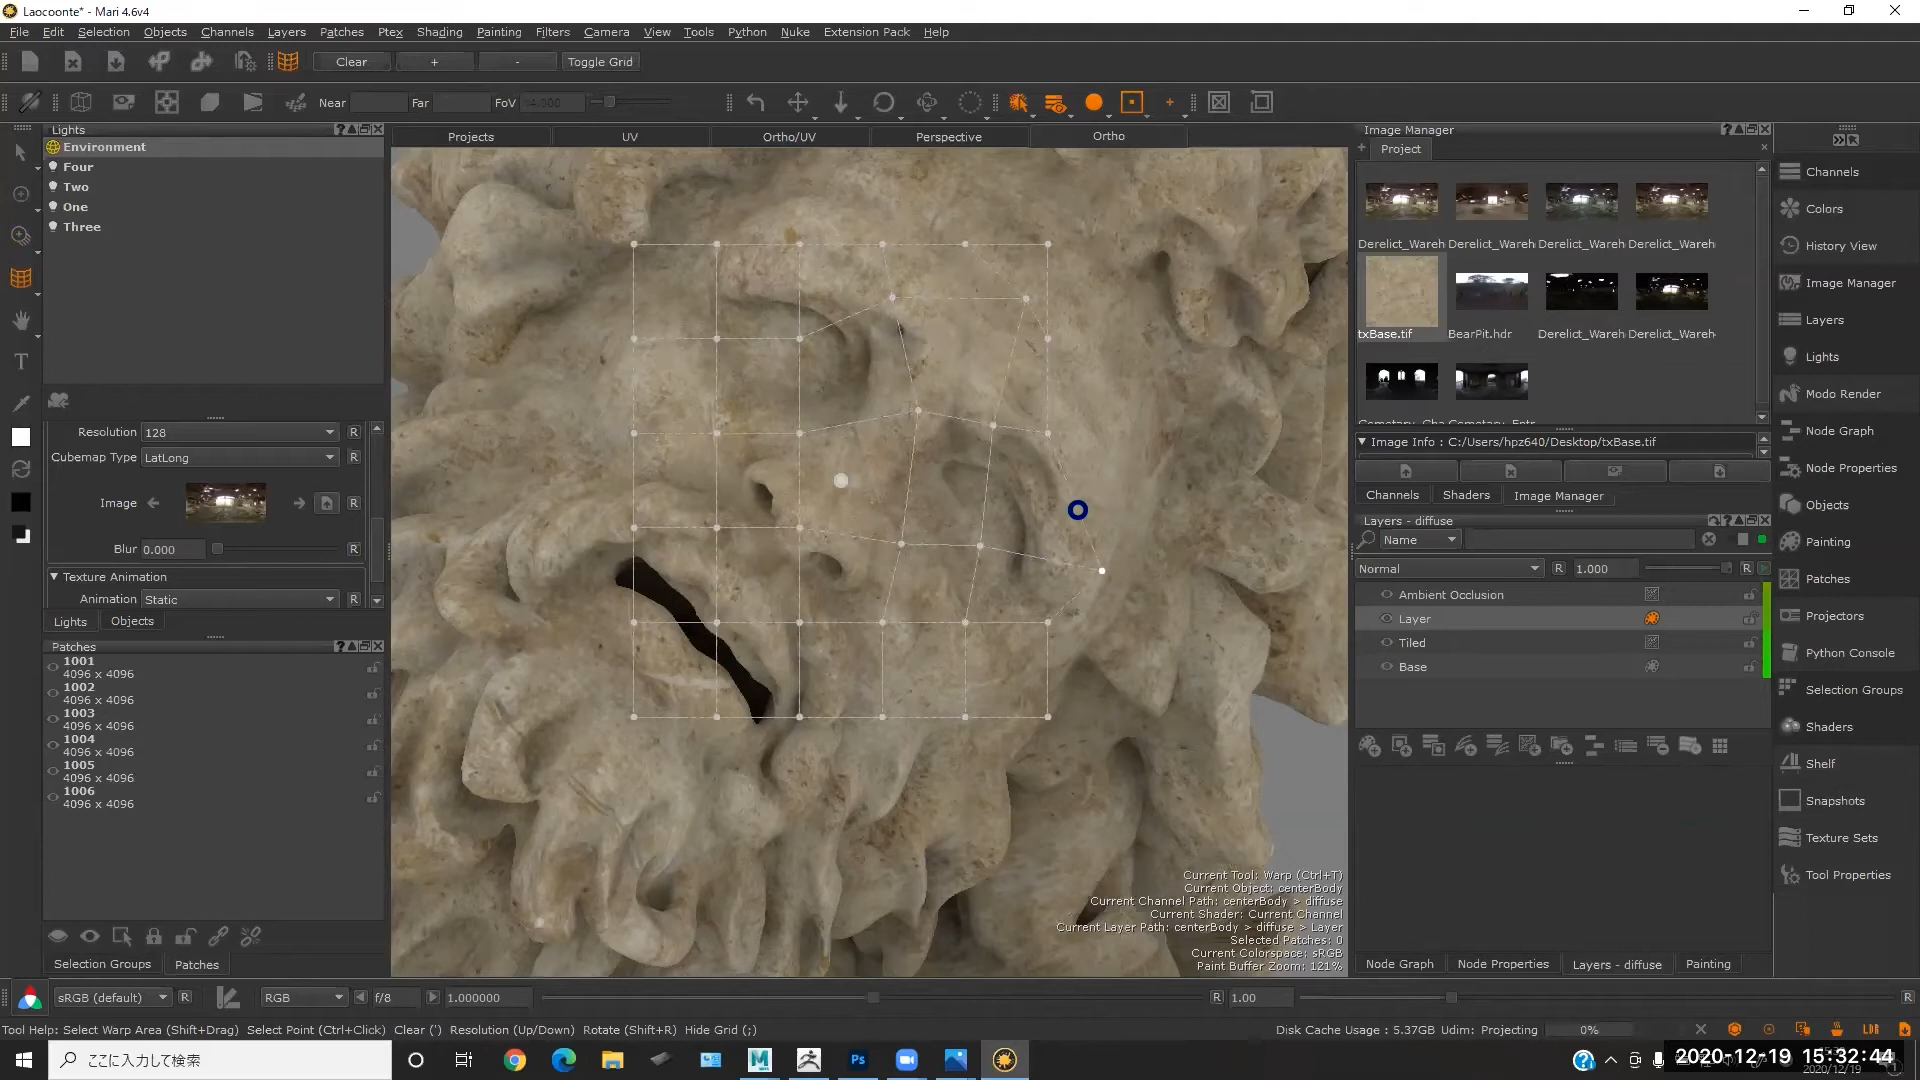 Laocoonte* - Mari 4.6v4
File Edit Selection Objects Channels Layers Patches Ptex Shading Painting Filters Camera View Tools Python Nuke Extension Pack Help
Clear + - Toggle Grid
Near Far FoV
Lights
Environment
Four
Two
One
Three
Resolution 128 R
Cubemap Type LatLong R
Image R
Blur 0.000 R
Texture Animation
Animation Static R
Lights Objects
Patches
1001
4096 x 4096
1002
4096 x 4096
1003
4096 x 4096
1004
4096 x 4096
1005
4096 x 4096
1006
4096 x 4096
Selection Groups Patches
Projects UV Ortho/UV Perspective Ortho
Current Tool: Warp (Ctrl+T)
Current Object: centerBody
Current Channel Path: centerBody > diffuse
Current Shader: Current Channel
Current Layer Path: centerBody > diffuse > Layer
Selected Patches: 0
Current Colorspace: sRGB
Paint Buffer Zoom: 121%
Image Manager
Project
Derelict_Wareh Derelict_Wareh Derelict_Wareh Derelict_Wareh
txBase.tif BearPit.hdr Derelict_Wareh Derelict_Wareh
Image Info : C:/Users/hpz640/Desktop/txBase.tif
Channels Shaders Image Manager
Layers - diffuse
Name
Normal R 1.000 R
Ambient Occlusion
Layer
Tiled
Base
Node Graph Node Properties Layers - diffuse Painting
Channels
Colors
History View
Image Manager
Layers
Lights
Modo Render
Node Graph
Node Properties
Objects
Painting
Patches
Projectors
Python Console
Selection Groups
Shaders
Shelf
Snapshots
Texture Sets
Tool Properties
sRGB (default) R RGB f/8 1.000000 R 1.00 R
Tool Help: Select Warp Area (Shift+Drag) Select Point (Ctrl+Click) Clear (') Resolution (Up/Down) Rotate (Shift+R) Hide Grid (;)
Disk Cache Usage : 5.37GB Udim: Projecting 0%
LDR
ここに入力して検索
Ps
2020-12-19 15:32:44
2020/12/19